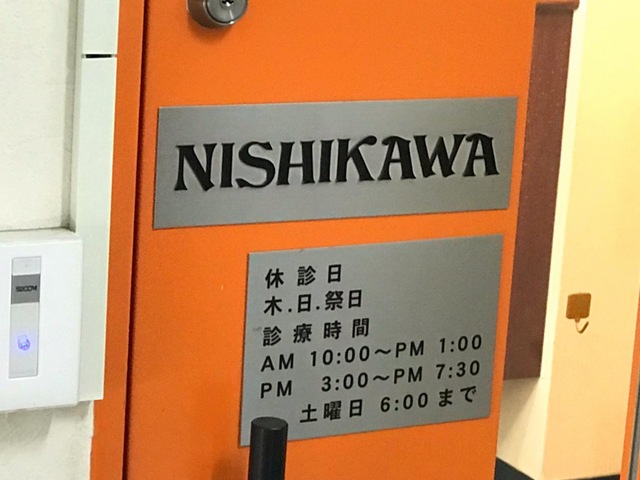 NISHIKAWA
休診日
木.日.祭日
診療時間
AM 10:00～PM 1:00
PM 3:00～PM 7:30
土曜日 6:00 まで
SECOM